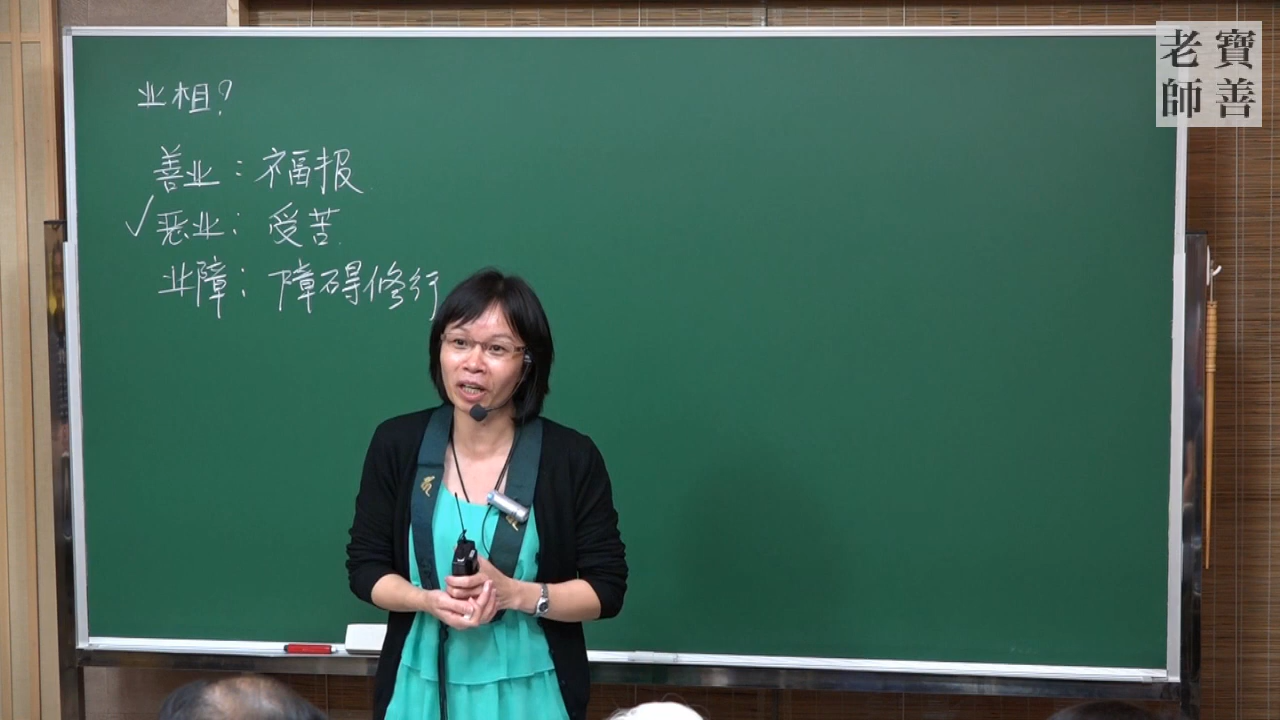 业相？
善业：福报
✓恶业：受苦
业障：障碍修行
寶善
老師